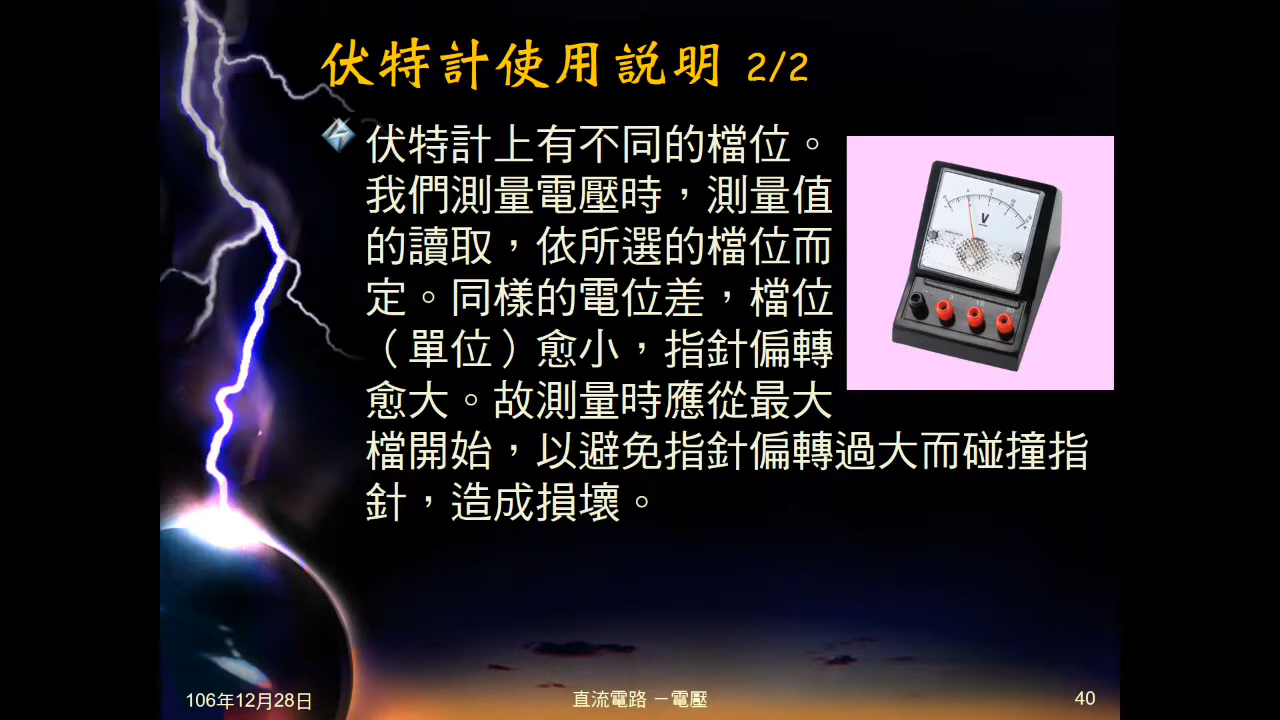 伏特計使用説明 2/2
伏特計上有不同的檔位。
我們測量電壓時，測量值
的讀取，依所選的檔位而
定。同樣的電位差，檔位
（單位）愈小，指針偏轉
愈大。故測量時應從最大
檔開始，以避免指針偏轉過大而碰撞指
針，造成損壞。
V
106年12月28日
直流電路 －電壓
40